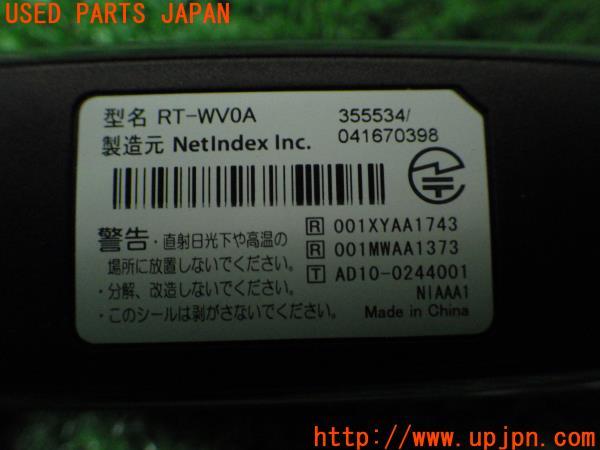 USED PARTS JAPAN
型名 RT-WV0A 355534/
製造元 NetIndex Inc. 041670398
警告・直射日光下や高温の
場所に放置しないでください。
・分解、改造しないでください。
・このシールは剥がさないでください。
R 001XYAA1743
R 001MWAA1373
T AD10-0244001
NIAAA1
Made in China
http://www.upjpn.com/